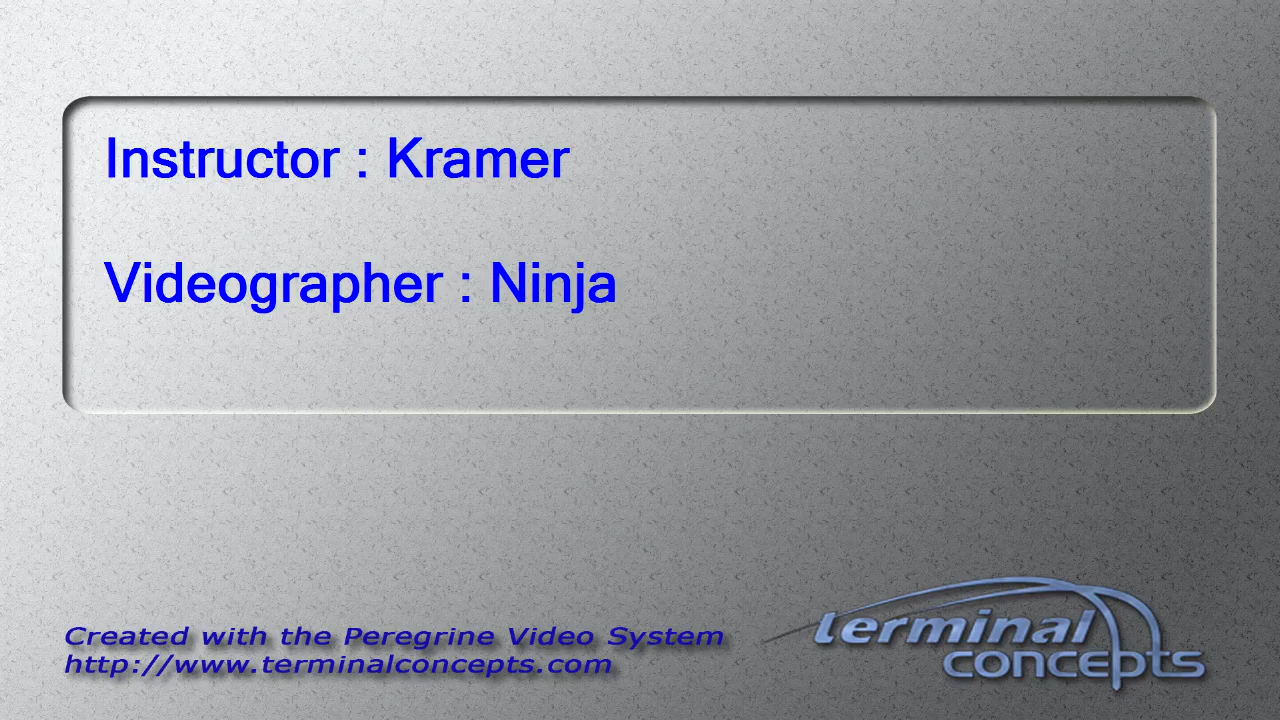 Instructor : Kramer
Videographer : Ninja
Created with the Peregrine Video System
http://www.terminalconcepts.com
terminal
concepts